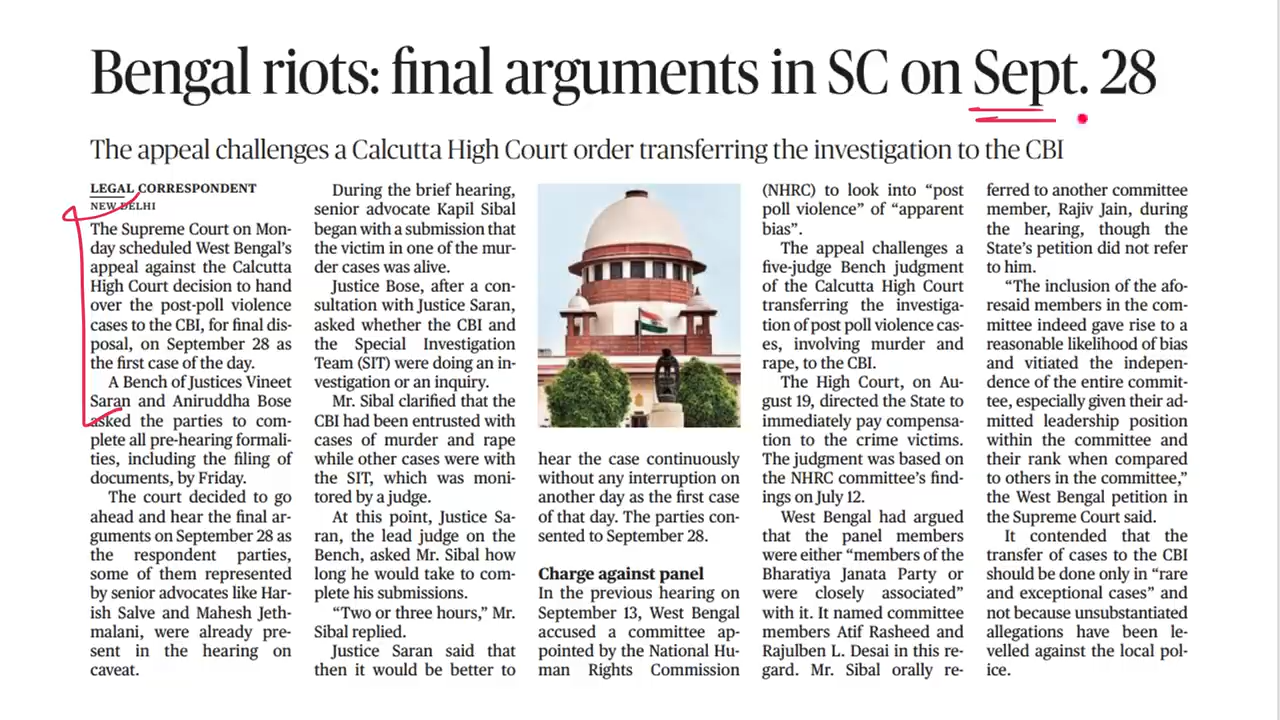 Bengal riots: final arguments in SC on Sept. 28
The appeal challenges a Calcutta High Court order transferring the investigation to the CBI
LEGAL CORRESPONDENT
NEW DELHI
The Supreme Court on Mon-
day scheduled West Bengal's
appeal against the Calcutta
High Court decision to hand
over the post-poll violence
cases to the CBI, for final dis-
posal, on September 28 as
the first case of the day.
A Bench of Justices Vineet
Saran and Aniruddha Bose
asked the parties to com-
plete all pre-hearing formali-
ties, including the filing of
documents, by Friday.
The court decided to go
ahead and hear the final ar-
guments on September 28 as
the respondent parties,
some of them represented
by senior advocates like Har-
ish Salve and Mahesh Jeth-
malani, were already pre-
sent in the hearing on
caveat.
During the brief hearing,
senior advocate Kapil Sibal
began with a submission that
the victim in one of the mur-
der cases was alive.
Justice Bose, after a con-
sultation with Justice Saran,
asked whether the CBI and
the Special Investigation
Team (SIT) were doing an in-
vestigation or an inquiry.
Mr. Sibal clarified that the
CBI had been entrusted with
cases of murder and rape
while other cases were with
the SIT, which was moni-
tored by a judge.
At this point, Justice Sa-
ran, the lead judge on the
Bench, asked Mr. Sibal how
long he would take to com-
plete his submissions.
"Two or three hours," Mr.
Sibal replied.
Justice Saran said that
then it would be better to
hear the case continuously
without any interruption on
another day as the first case
of that day. The parties con-
sented to September 28.
Charge against panel
In the previous hearing on
September 13, West Bengal
accused a committee ap-
pointed by the National Hu-
man Rights Commission
(NHRC) to look into "post
poll violence" of "apparent
bias".
The appeal challenges a
five-judge Bench judgment
of the Calcutta High Court
transferring the investiga-
tion of post poll violence cas-
es, involving murder and
rape, to the CBI.
The High Court, on Au-
gust 19, directed the State to
immediately pay compensa-
tion to the crime victims.
The judgment was based on
the NHRC committee's find-
ings on July 12.
West Bengal had argued
that the panel members
were either "members of the
Bharatiya Janata Party or
were closely associated"
with it. It named committee
members Atif Rasheed and
Rajulben L. Desai in this re-
gard. Mr. Sibal orally re-
ferred to another committee
member, Rajiv Jain, during
the hearing, though the
State's petition did not refer
to him.
"The inclusion of the afo-
resaid members in the com-
mittee indeed gave rise to a
reasonable likelihood of bias
and vitiated the indepen-
dence of the entire commit-
tee, especially given their ad-
mitted leadership position
within the committee and
their rank when compared
to others in the committee,"
the West Bengal petition in
the Supreme Court said.
It contended that the
transfer of cases to the CBI
should be done only in "rare
and exceptional cases" and
not because unsubstantiated
allegations have been le-
velled against the local pol-
ice.